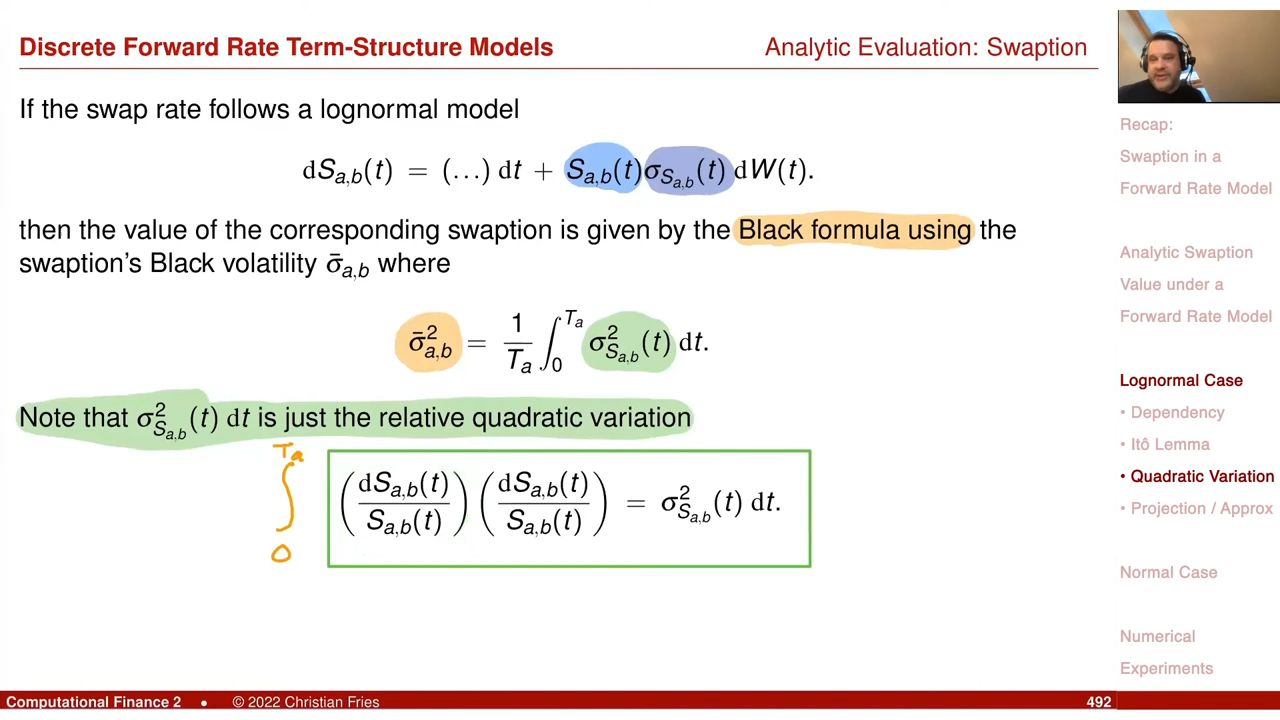 Discrete Forward Rate Term-Structure Models
Analytic Evaluation: Swaption
If the swap rate follows a lognormal model
dS_{a,b}(t) = (…) dt + S_{a,b}(t)σ_{S_{a,b}}(t) dW(t).
then the value of the corresponding swaption is given by the Black formula using the
swaption's Black volatility σ̄_{a,b} where
σ̄²_{a,b} = 1/T_a ∫_0^{T_a} σ²_{S_{a,b}}(t) dt.
Note that σ²_{S_{a,b}}(t) dt is just the relative quadratic variation
∫_0^{T_a} (dS_{a,b}(t)/S_{a,b}(t)) (dS_{a,b}(t)/S_{a,b}(t)) = σ²_{S_{a,b}}(t) dt.
Recap:
Swaption in a
Forward Rate Model
Analytic Swaption
Value under a
Forward Rate Model
Lognormal Case
• Dependency
• Itô Lemma
• Quadratic Variation
• Projection / Approx
Normal Case
Numerical
Experiments
Computational Finance 2 • © 2022 Christian Fries
492